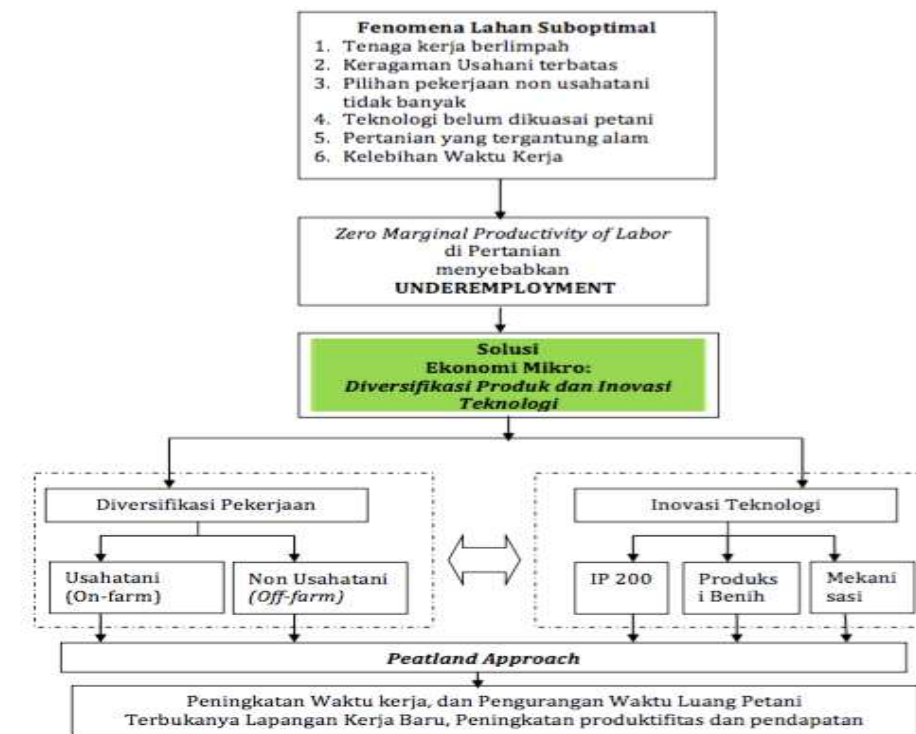 Fenomena Lahan Suboptimal
1. Tenaga kerja berlimpah
2. Keragaman Usahani terbatas
3. Pilihan pekerjaan non usahatani
tidak banyak
4. Teknologi belum dikuasai petani
5. Pertanian yang tergantung alam
6. Kelebihan Waktu Kerja
Zero Marginal Productivity of Labor
di Pertanian
menyebabkan
UNDEREMPLOYMENT
Solusi
Ekonomi Mikro:
Diversifikasi Produk dan Inovasi
Teknologi
Diversifikasi Pekerjaan
Usahatani
(On-farm)
Non Usahatani
(Off-farm)
Inovasi Teknologi
IP 200
Produks
i Benih
Mekani
sasi
Peatland Approach
Peningkatan Waktu kerja, dan Pengurangan Waktu Luang Petani
Terbukanya Lapangan Kerja Baru, Peningkatan produktifitas dan pendapatan